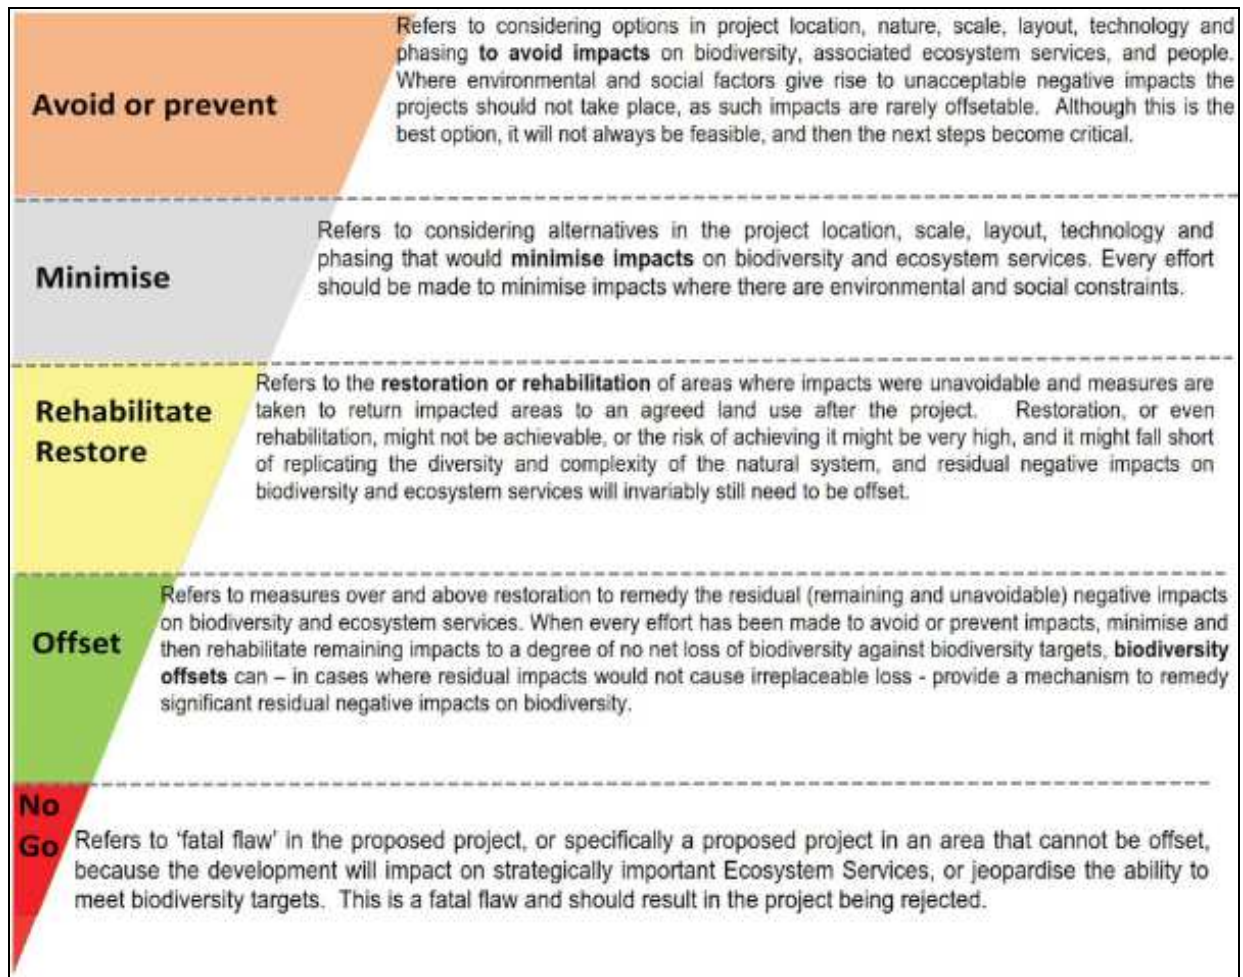 Avoid or prevent
Refers to considering options in project location, nature, scale, layout, technology and
phasing to avoid impacts on biodiversity, associated ecosystem services, and people.
Where environmental and social factors give rise to unacceptable negative impacts the
projects should not take place, as such impacts are rarely offsetable. Although this is the
best option, it will not always be feasible, and then the next steps become critical.
Minimise
Refers to considering alternatives in the project location, scale, layout, technology and
phasing that would minimise impacts on biodiversity and ecosystem services. Every effort
should be made to minimise impacts where there are environmental and social constraints.
Rehabilitate
Restore
Refers to the restoration or rehabilitation of areas where impacts were unavoidable and measures are
taken to return impacted areas to an agreed land use after the project. Restoration, or even
rehabilitation, might not be achievable, or the risk of achieving it might be very high, and it might fall short
of replicating the diversity and complexity of the natural system, and residual negative impacts on
biodiversity and ecosystem services will invariably still need to be offset.
Offset
Refers to measures over and above restoration to remedy the residual (remaining and unavoidable) negative impacts
on biodiversity and ecosystem services. When every effort has been made to avoid or prevent impacts, minimise and
then rehabilitate remaining impacts to a degree of no net loss of biodiversity against biodiversity targets, biodiversity
offsets can – in cases where residual impacts would not cause irreplaceable loss - provide a mechanism to remedy
significant residual negative impacts on biodiversity.
No
Go
Refers to ‘fatal flaw’ in the proposed project, or specifically a proposed project in an area that cannot be offset,
because the development will impact on strategically important Ecosystem Services, or jeopardise the ability to
meet biodiversity targets. This is a fatal flaw and should result in the project being rejected.